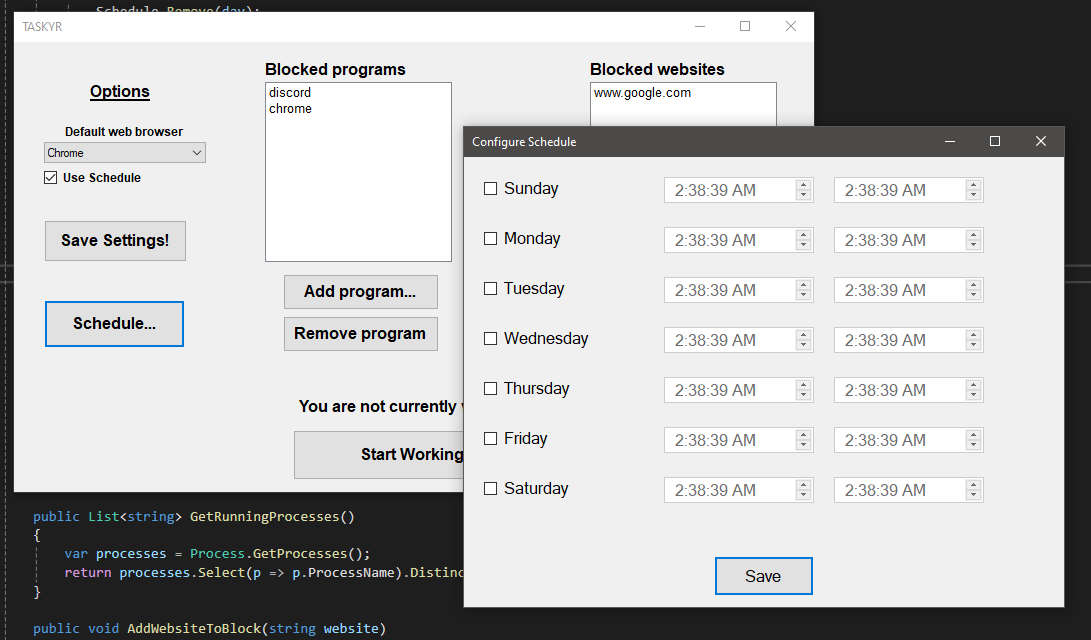 Schedule.Remove(day);
TASKYR
Options
Default web browser
Chrome
Use Schedule
Save Settings!
Schedule...
Blocked programs
discord
chrome
Add program...
Remove program
Blocked websites
www.google.com
You are not currently
Start Working
Configure Schedule
Sunday 2:38:39 AM 2:38:39 AM
Monday 2:38:39 AM 2:38:39 AM
Tuesday 2:38:39 AM 2:38:39 AM
Wednesday 2:38:39 AM 2:38:39 AM
Thursday 2:38:39 AM 2:38:39 AM
Friday 2:38:39 AM 2:38:39 AM
Saturday 2:38:39 AM 2:38:39 AM
Save
public List<string> GetRunningProcesses()
{
var processes = Process.GetProcesses();
return processes.Select(p => p.ProcessName).Distinc
}
public void AddWebsiteToBlock(string website)